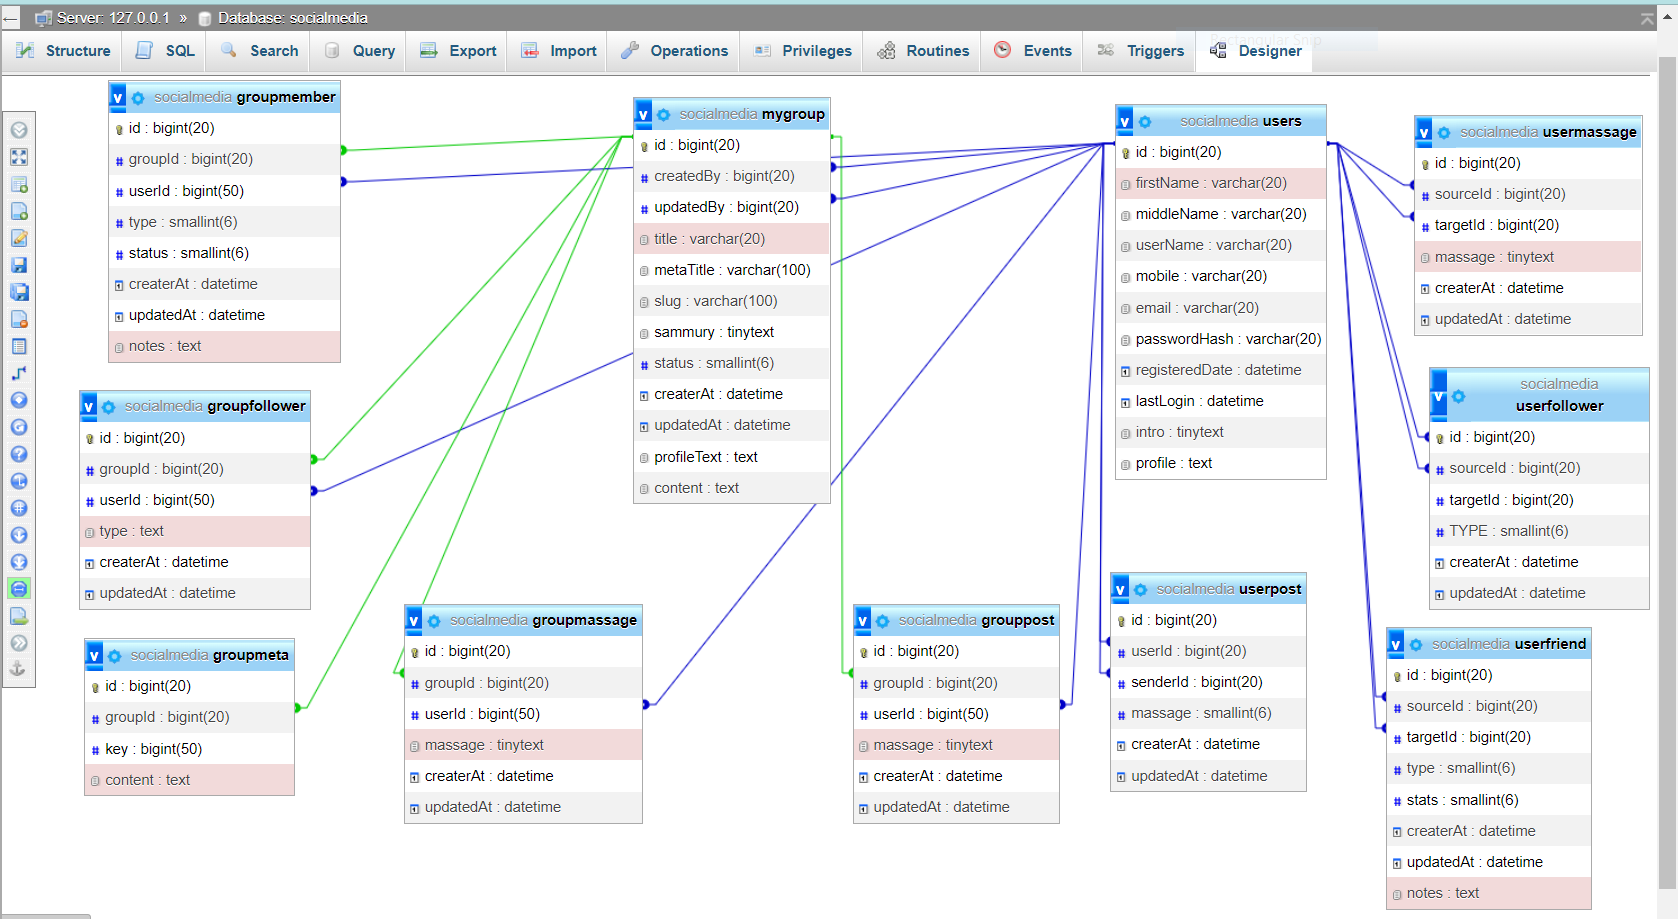 Server: 127.0.0.1 » Database: socialmedia
Structure SQL Search Query Export Import Operations Privileges Routines Events Triggers Designer
Rectangular Snip
socialmedia groupmember
id : bigint(20)
groupId : bigint(20)
userId : bigint(50)
type : smallint(6)
status : smallint(6)
createrAt : datetime
updatedAt : datetime
notes : text
socialmedia groupfollower
id : bigint(20)
groupId : bigint(20)
userId : bigint(50)
type : text
createrAt : datetime
updatedAt : datetime
socialmedia groupmeta
id : bigint(20)
groupId : bigint(20)
key : bigint(50)
content : text
socialmedia groupmassage
id : bigint(20)
groupId : bigint(20)
userId : bigint(50)
massage : tinytext
createrAt : datetime
updatedAt : datetime
socialmedia mygroup
id : bigint(20)
createdBy : bigint(20)
updatedBy : bigint(20)
title : varchar(20)
metaTitle : varchar(100)
slug : varchar(100)
sammury : tinytext
status : smallint(6)
createrAt : datetime
updatedAt : datetime
profileText : text
content : text
socialmedia grouppost
id : bigint(20)
groupId : bigint(20)
userId : bigint(50)
massage : tinytext
createrAt : datetime
updatedAt : datetime
socialmedia users
id : bigint(20)
firstName : varchar(20)
middleName : varchar(20)
userName : varchar(20)
mobile : varchar(20)
email : varchar(20)
passwordHash : varchar(20)
registeredDate : datetime
lastLogin : datetime
intro : tinytext
profile : text
socialmedia userpost
id : bigint(20)
userId : bigint(20)
senderId : bigint(20)
massage : smallint(6)
createrAt : datetime
updatedAt : datetime
socialmedia usermassage
id : bigint(20)
sourceId : bigint(20)
targetId : bigint(20)
massage : tinytext
createrAt : datetime
updatedAt : datetime
socialmedia
userfollower
id : bigint(20)
sourceId : bigint(20)
targetId : bigint(20)
TYPE : smallint(6)
createrAt : datetime
updatedAt : datetime
socialmedia userfriend
id : bigint(20)
sourceId : bigint(20)
targetId : bigint(20)
type : smallint(6)
stats : smallint(6)
createrAt : datetime
updatedAt : datetime
notes : text